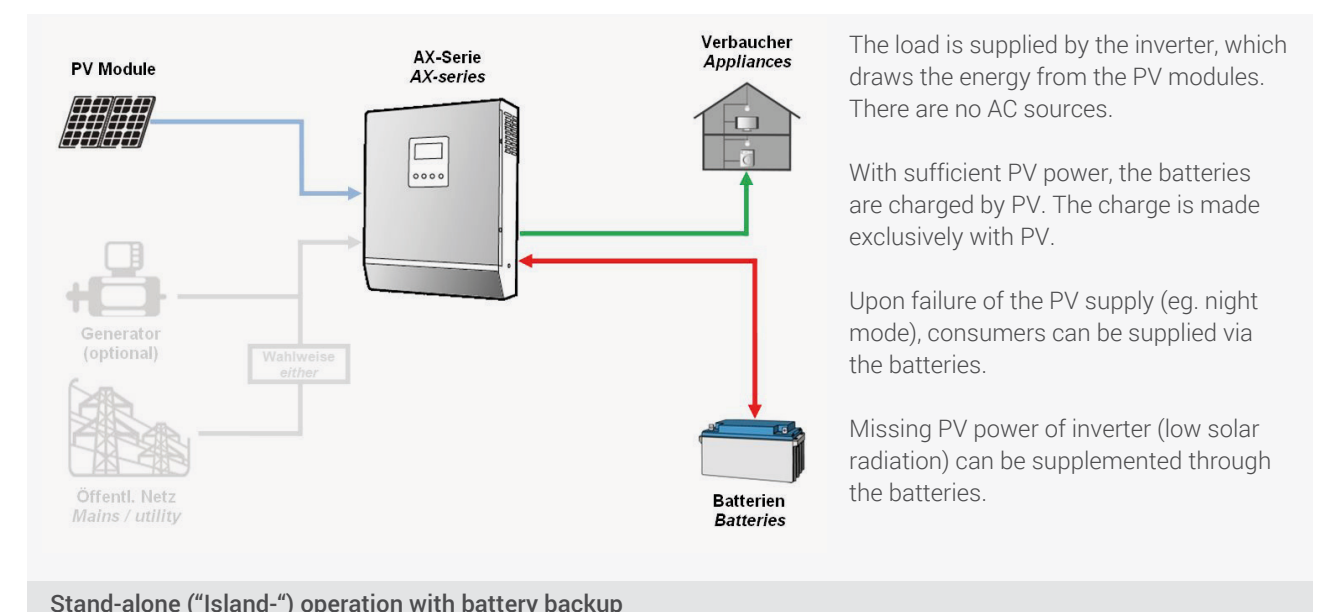 PV Module
AX-Serie
AX-series
Verbaucher
Appliances
Generator
(optional)
Wahlweise
either
Öffentl. Netz
Mains / utility
Batterien
Batteries
The load is supplied by the inverter, which
draws the energy from the PV modules.
There are no AC sources.
With sufficient PV power, the batteries
are charged by PV. The charge is made
exclusively with PV.
Upon failure of the PV supply (eg. night
mode), consumers can be supplied via
the batteries.
Missing PV power of inverter (low solar
radiation) can be supplemented through
the batteries.
Stand-alone (“Island-“) operation with battery backup